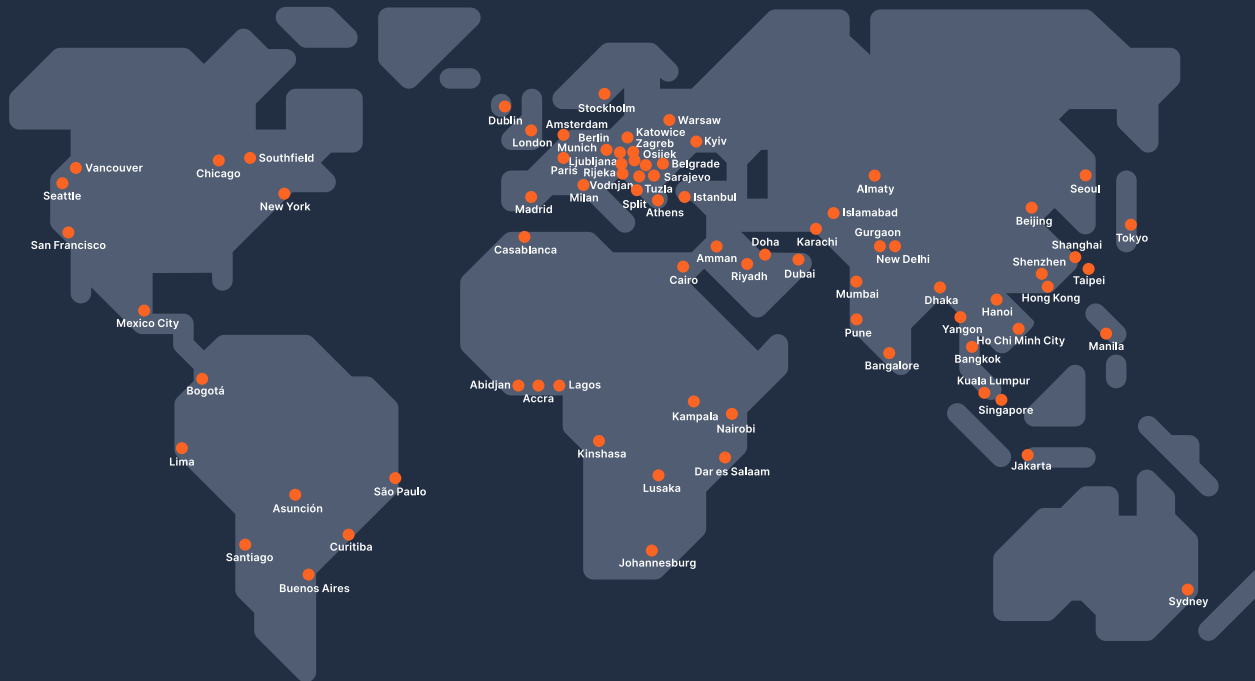 Stockholm
Dublin
Warsaw
Amsterdam
Katowice
London
Berlin
Zagreb
Kyiv
Munich
Osijek
Southfield
Ljubljana
Belgrade
Vancouver
Paris
Chicago
Rijeka
Sarajevo
Vodnjan
Tuzla
Almaty
Seoul
Seattle
Milan
Istanbul
New York
Madrid
Split
Athens
Islamabad
Beijing
Gurgaon
Tokyo
San Francisco
Casablanca
Doha
Karachi
Shanghai
Amman
New Delhi
Shenzhen
Riyadh
Dubai
Cairo
Taipei
Mumbai
Dhaka
Hong Kong
Hanoi
Mexico City
Pune
Yangon
Ho Chi Minh City
Manila
Bangkok
Bangalore
Kuala Lumpur
Abidjan
Lagos
Bogotá
Accra
Singapore
Kampala
Nairobi
Kinshasa
Lima
Jakarta
Dar es Salaam
Lusaka
São Paulo
Asunción
Curitiba
Santiago
Johannesburg
Buenos Aires
Sydney